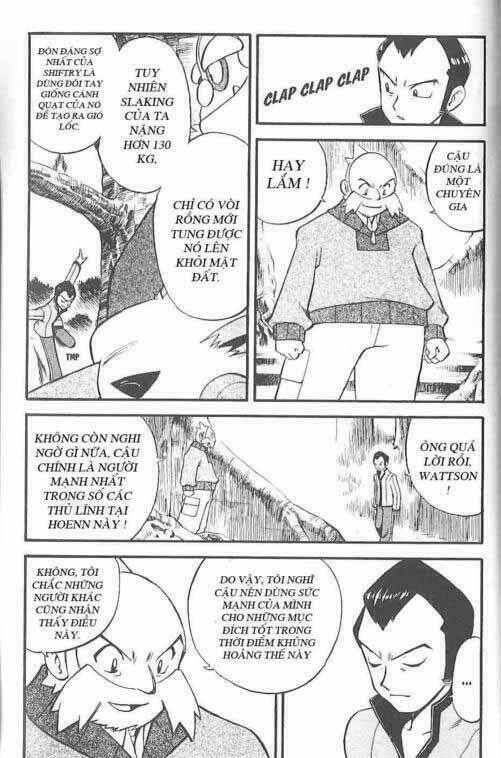 ĐÒN ĐÁNG SỢ
NHẤT CỦA
SHIFTRY LÀ
DÙNG ĐÔI TAY
GIỐNG CÁNH
QUẠT CỦA NÓ
ĐỂ TẠO RA GIÓ
LỐC.
TUY
NHIÊN
SLAKING
CỦA TA
NẶNG
HƠN 130
KG,
CHỈ CÓ VÒI
RỒNG MỚI
TUNG ĐƯỢC
NÓ LÊN
KHỎI MẶT
ĐẤT.
TMP
CLAP CLAP CLAP
HAY
LẮM !
CẬU
ĐÚNG LÀ
MỘT
CHUYÊN
GIA
KHÔNG CÒN NGHI
NGỜ GÌ NỮA, CẬU
CHÍNH LÀ NGƯỜI
MẠNH NHẤT
TRONG SỐ CÁC
THỦ LĨNH TẠI
HOENN NÀY !
ÔNG QUÁ
LỜI RỒI,
WATTSON
!
KHÔNG, TÔI
CHẮC NHỮNG
NGƯỜI KHÁC
CŨNG NHẬN
THẤY ĐIỀU
NÀY.
DO VẬY, TÔI NGHĨ
CẬU NÊN DÙNG SỨC
MẠNH CỦA MÌNH
CHO NHỮNG MỤC
ĐÍCH TỐT TRONG
THỜI ĐIỂM KHỦNG
HOẢNG THẾ NÀY
...